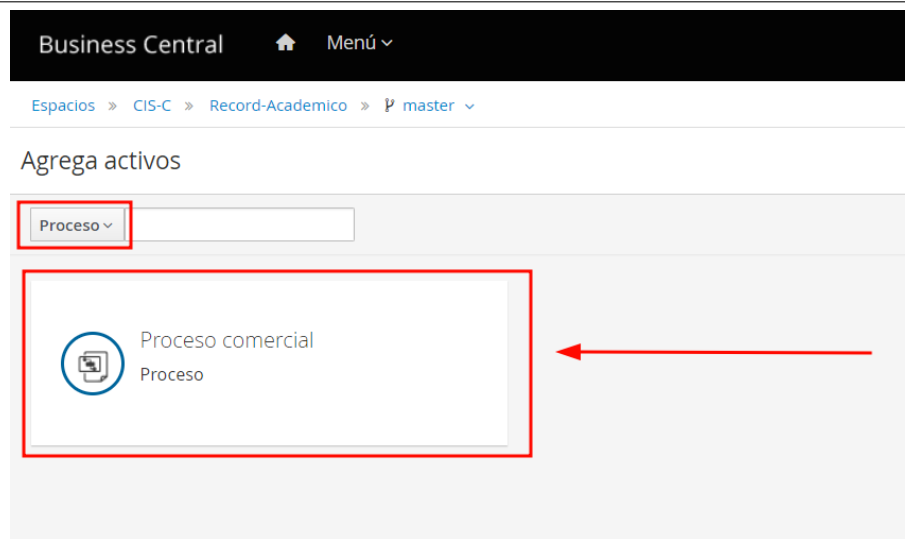 Business Central Menú
Espacios » CIS-C » Record-Academico » master
Agrega activos
Proceso
Proceso comercial
Proceso